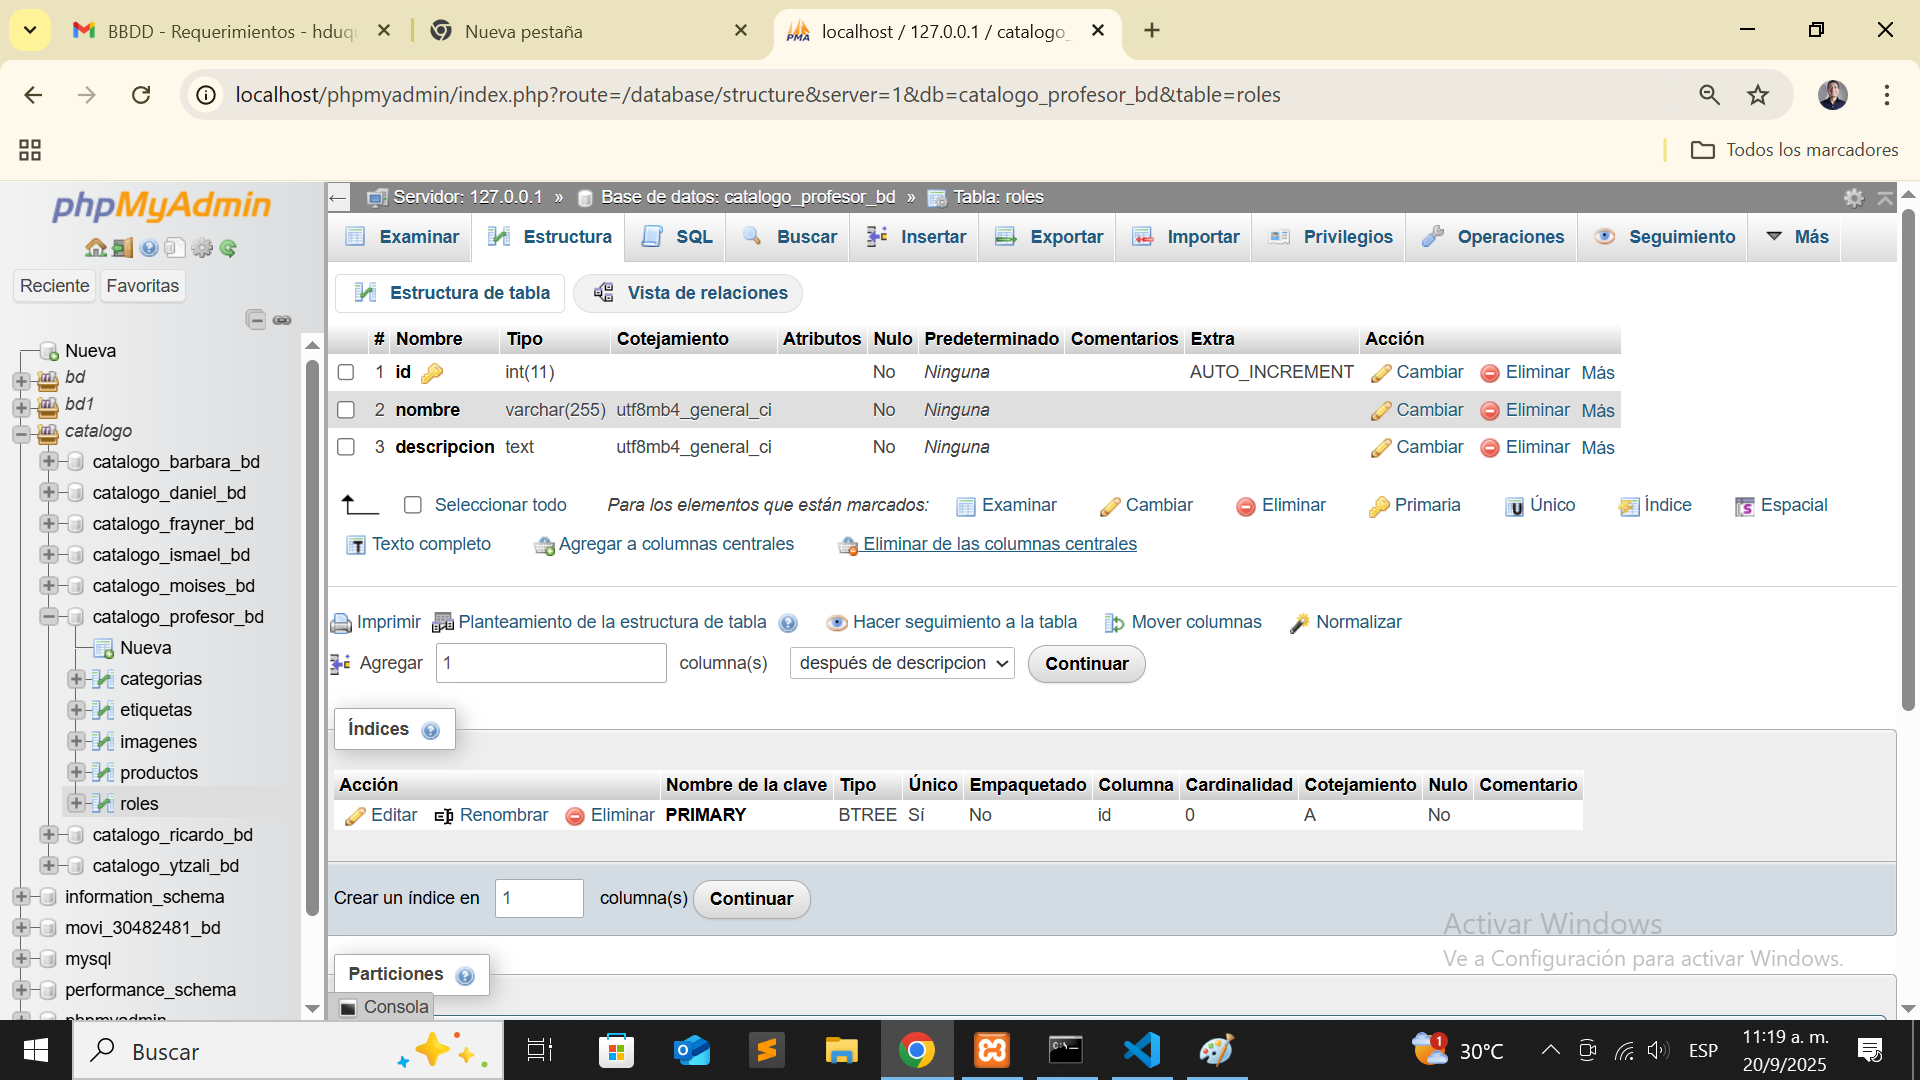 BBDD - Requerimientos - hduqu
Nueva pestaña
localhost / 127.0.0.1 / catalogo_
localhost/phpmyadmin/index.php?route=/database/structure&server=1&db=catalogo_profesor_bd&table=roles
Todos los marcadores
phpMyAdmin
Reciente Favoritas
Nueva
bd
bd1
catalogo
catalogo_barbara_bd
catalogo_daniel_bd
catalogo_frayner_bd
catalogo_ismael_bd
catalogo_moises_bd
catalogo_profesor_bd
Nueva
categorias
etiquetas
imagenes
productos
roles
catalogo_ricardo_bd
catalogo_ytzali_bd
information_schema
movi_30482481_bd
mysql
performance_schema
phpmyadmin
Servidor: 127.0.0.1 » Base de datos: catalogo_profesor_bd » Tabla: roles
Examinar Estructura SQL Buscar Insertar Exportar Importar Privilegios Operaciones Seguimiento Más
Estructura de tabla Vista de relaciones
# Nombre Tipo Cotejamiento Atributos Nulo Predeterminado Comentarios Extra Acción
1 id int(11) No Ninguna AUTO_INCREMENT Cambiar Eliminar Más
2 nombre varchar(255) utf8mb4_general_ci No Ninguna Cambiar Eliminar Más
3 descripcion text utf8mb4_general_ci No Ninguna Cambiar Eliminar Más
Seleccionar todo Para los elementos que están marcados: Examinar Cambiar Eliminar Primaria Único Índice Espacial
Texto completo Agregar a columnas centrales Eliminar de las columnas centrales
Imprimir Planteamiento de la estructura de tabla Hacer seguimiento a la tabla Mover columnas Normalizar
Agregar 1 columna(s) después de descripcion Continuar
Índices
Acción Nombre de la clave Tipo Único Empaquetado Columna Cardinalidad Cotejamiento Nulo Comentario
Editar Renombrar Eliminar PRIMARY BTREE Sí No id 0 A No
Crear un índice en 1 columna(s) Continuar
Particiones
Consola
Activar Windows
Ve a Configuración para activar Windows.
Buscar
1
30°C
ESP
11:19 a. m.
20/9/2025